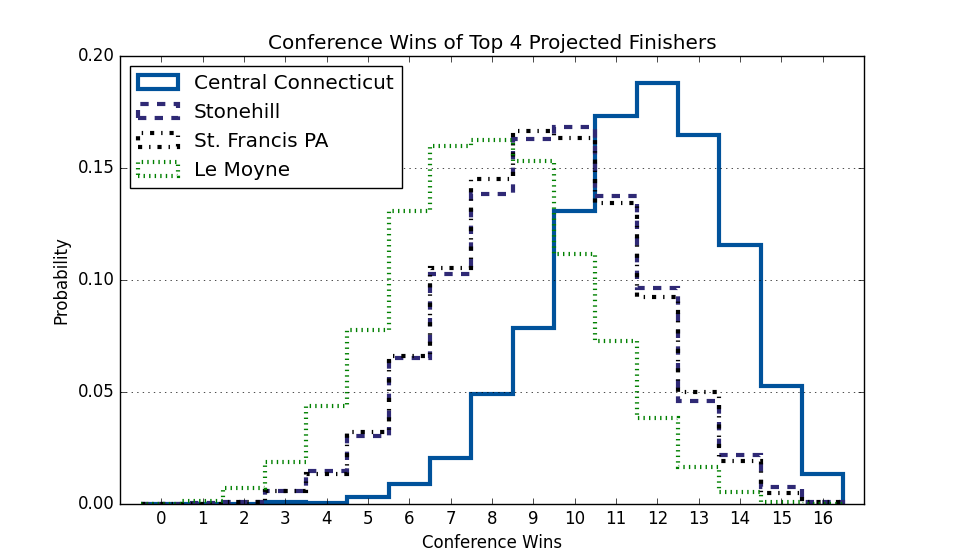 Conference Wins of Top 4 Projected Finishers
0.20
Central Connecticut
Stonehill
St. Francis PA
Le Moyne
0.15
0.10
0.05
0.00
Probability
0 1 2 3 4 5 6 7 8 9 10 11 12 13 14 15 16
Conference Wins